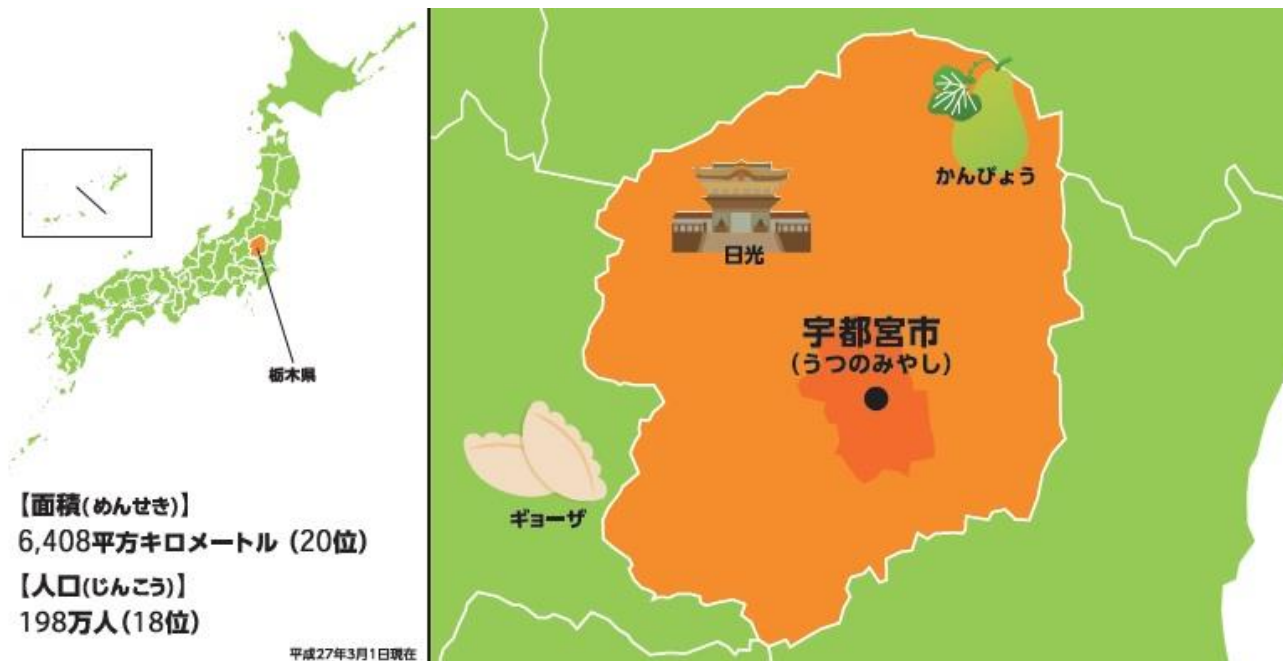 栃木県
【面積(めんせき)】
6,408平方キロメートル (20位)
【人口(じんこう)】
198万人(18位)
平成27年3月1日現在
かんぴょう
日光
宇都宮市
(うつのみやし)
ギョーザ